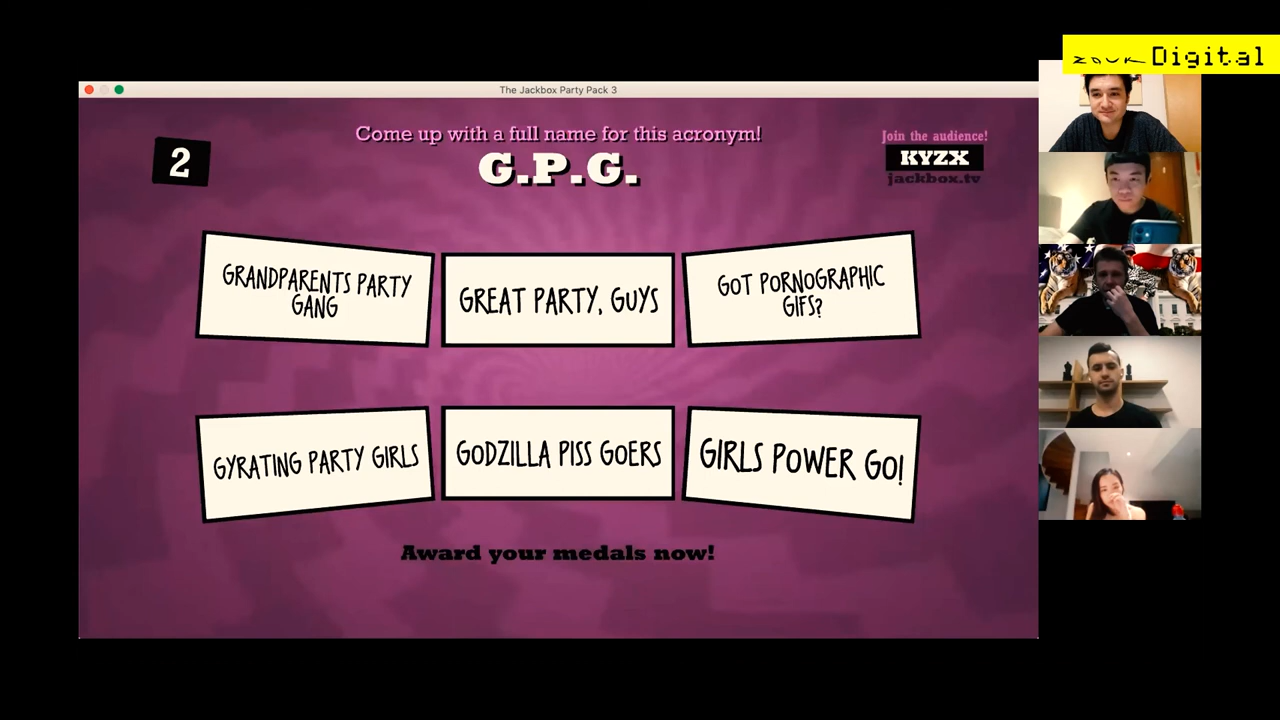 zouk Digital
The Jackbox Party Pack 3
Come up with a full name for this acronym!
G.P.G.
2
Join the audience!
KYZX
jackbox.tv
GRANDPARENTS PARTY
GANG
GREAT PARTY, GUYS
GOT PORNOGRAPHIC
GIFS?
GYRATING PARTY GIRLS
GODZILLA PISS GOERS
GIRLS POWER GO!
Award your medals now!